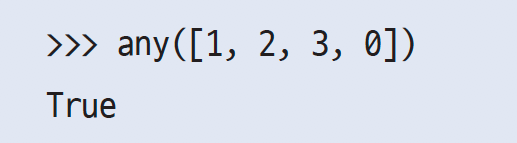 >>> any([1, 2, 3, 0])
True